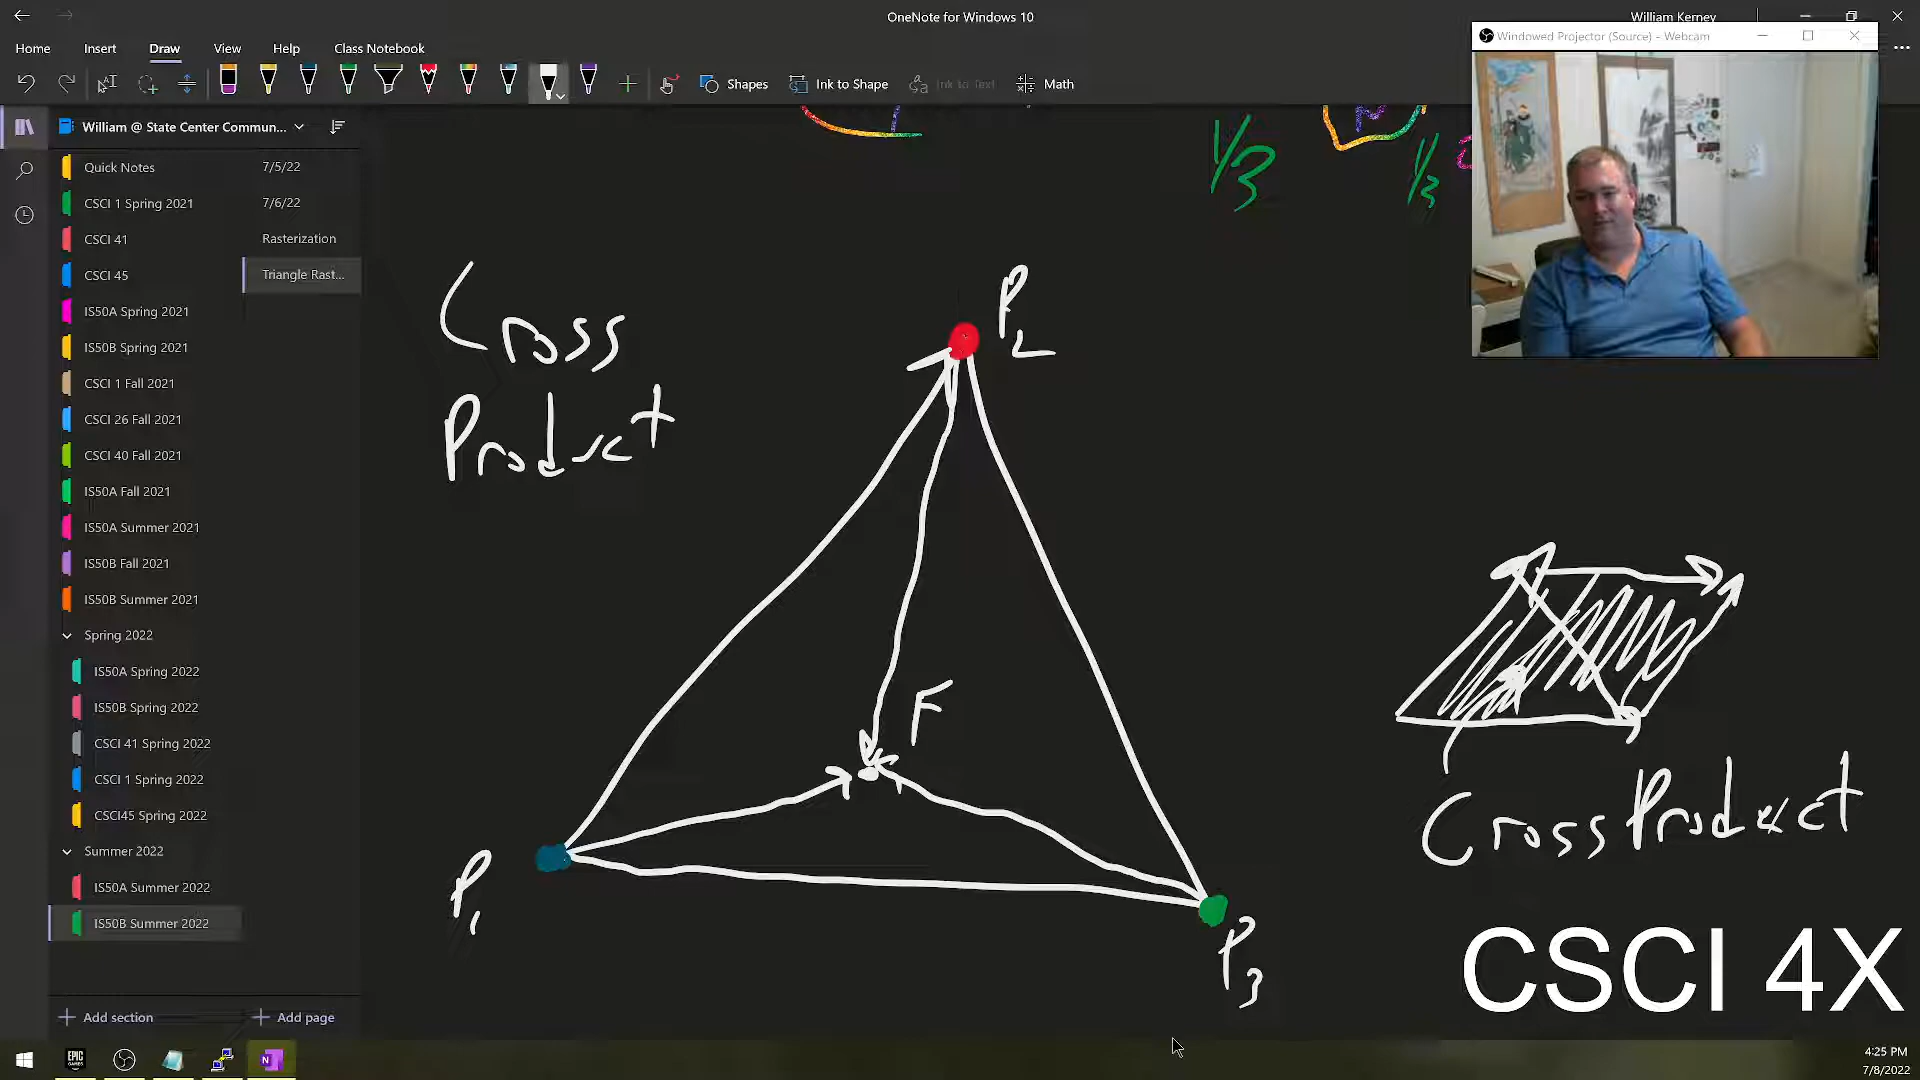 OneNote for Windows 10
William Kerney
Windowed Projector (Source) - Webcam
Home Insert Draw View Help Class Notebook
Shapes Ink to Shape Ink to Text Math
William @ State Center Commun...
Quick Notes
CSCI 1 Spring 2021
CSCI 41
CSCI 45
IS50A Spring 2021
IS50B Spring 2021
CSCI 1 Fall 2021
CSCI 26 Fall 2021
CSCI 40 Fall 2021
IS50A Fall 2021
IS50A Summer 2021
IS50B Fall 2021
IS50B Summer 2021
Spring 2022
IS50A Spring 2022
IS50B Spring 2022
CSCI 41 Spring 2022
CSCI 1 Spring 2022
CSCI45 Spring 2022
Summer 2022
IS50A Summer 2022
IS50B Summer 2022
Add section
7/5/22
7/6/22
Rasterization
Triangle Rast...
Add page
1/3
1/3
Cross
Product
P2
F
P1
P3
Cross Product
CSCI 4X
EPIC
GAMES
N
4:25 PM
7/8/2022